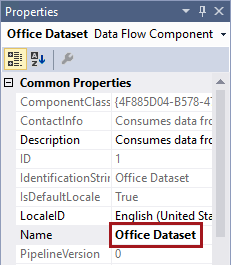 Properties
Office Dataset Data Flow Component
Common Properties
ComponentClass {4F885D04-B578-47
ContactInfo Consumes data fro
Description Consumes data fro
ID 1
IdentificationStrin Office Dataset
IsDefaultLocale True
LocaleID English (United Sta
Name Office Dataset
PipelineVersion 0